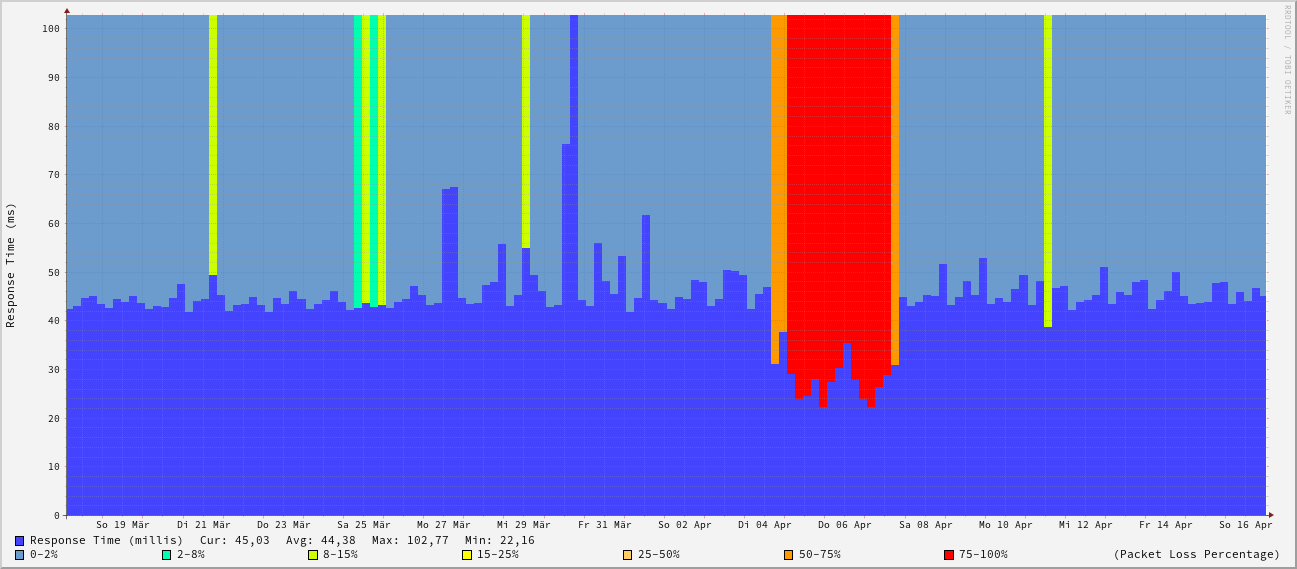 RRDTOOL / TOBI OETIKER
Response Time (ms)
100
90
80
70
60
50
40
30
20
10
0
So 19 Mär Di 21 Mär Do 23 Mär Sa 25 Mär Mo 27 Mär Mi 29 Mär Fr 31 Mär So 02 Apr Di 04 Apr Do 06 Apr Sa 08 Apr Mo 10 Apr Mi 12 Apr Fr 14 Apr So 16 Apr
Response Time (millis) Cur: 45,03 Avg: 44,38 Max: 102,77 Min: 22,16
0-2% 2-8% 8-15% 15-25% 25-50% 50-75% 75-100% (Packet Loss Percentage)